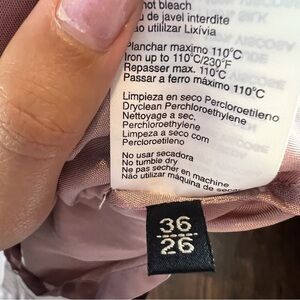 not bleach
u de javel interdite
Não utilizar Lixívia
Planchar maximo 110°C
Iron up to 110°C/230°F
Repasser max. 110°C
Passar a ferro máximo 110°C
Limpieza en seco Percloroetileno
Dryclean Perchloroethylene
Nettoyage a sec.
Perchloroethylene
Limpeza a seco com
Percloroetileno
No usar secadora
No tumble dry
Ne pas secher en machine
Não utilizar máquina de
36
26